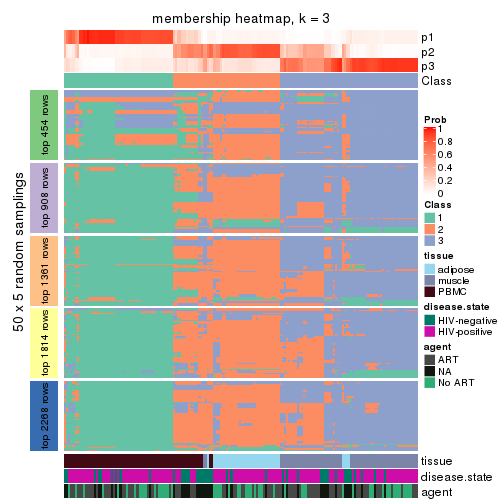 membership heatmap, k = 3
p1
p2
p3
Class
50 x 5 random samplings
top 454 rows
top 908 rows
top 1361 rows
top 1814 rows
top 2268 rows
tissue
disease.state
agent
Prob
1
0.8
0.6
0.4
0.2
0
Class
1
2
3
tissue
adipose
muscle
PBMC
disease.state
HIV-negative
HIV-positive
agent
ART
NA
No ART